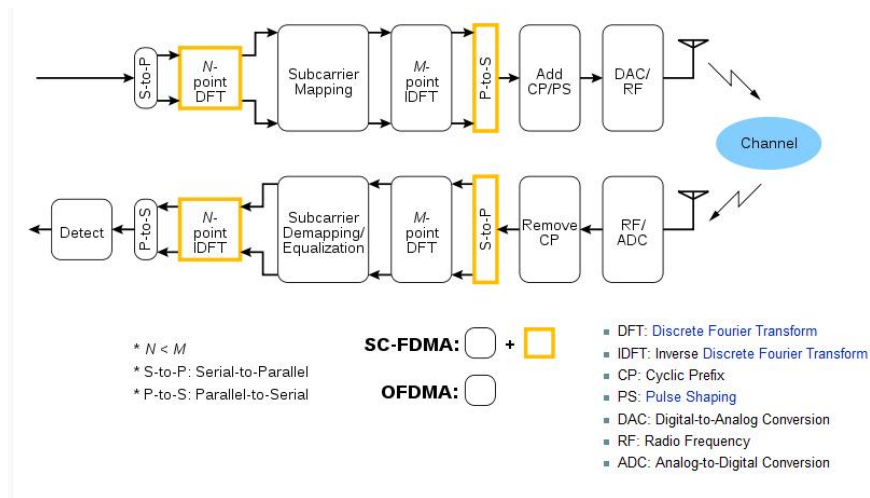 S-to-P
N-
point
DFT
Subcarrier
Mapping
M-
point
IDFT
P-to-S
Add
CP/PS
DAC/
RF
Channel
Detect
P-to-S
N-
point
IDFT
Subcarrier
Demapping/
Equalization
M-
point
DFT
S-to-P
Remove
CP
RF/
ADC
* N < M
* S-to-P: Serial-to-Parallel
* P-to-S: Parallel-to-Serial
SC-FDMA: +
OFDMA:
DFT: Discrete Fourier Transform
IDFT: Inverse Discrete Fourier Transform
CP: Cyclic Prefix
PS: Pulse Shaping
DAC: Digital-to-Analog Conversion
RF: Radio Frequency
ADC: Analog-to-Digital Conversion